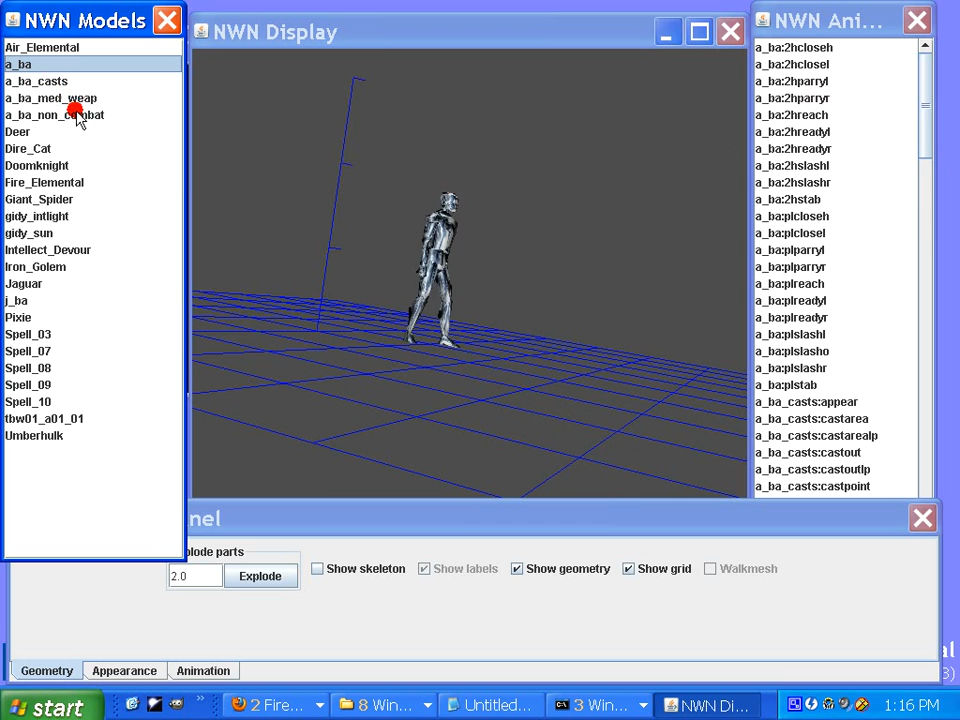 NWN Models
Air_Elemental
a_ba
a_ba_casts
a_ba_med_weap
a_ba_non_combat
Deer
Dire_Cat
Doomknight
Fire_Elemental
Giant_Spider
gidy_intlight
gidy_sun
Intellect_Devour
Iron_Golem
Jaguar
j_ba
Pixie
Spell_03
Spell_07
Spell_08
Spell_09
Spell_10
tbw01_a01_01
Umberhulk
NWN Display
NWN Ani...
a_ba:2hcloseh
a_ba:2hclosel
a_ba:2hparryl
a_ba:2hparryr
a_ba:2hreach
a_ba:2hreadyl
a_ba:2hreadyr
a_ba:2hslashl
a_ba:2hslashr
a_ba:2hstab
a_ba:plcloseh
a_ba:plclosel
a_ba:plparryl
a_ba:plparryr
a_ba:plreach
a_ba:plreadyl
a_ba:plreadyr
a_ba:plslashl
a_ba:plslasho
a_ba:plslashr
a_ba:plstab
a_ba_casts:appear
a_ba_casts:castarea
a_ba_casts:castarealp
a_ba_casts:castout
a_ba_casts:castoutlp
a_ba_casts:castpoint
nel
plode parts
2.0 Explode Show skeleton Show labels Show geometry Show grid Walkmesh
Geometry Appearance Animation
al
3)
start 2 Fire... 8 Win... Untitled... 3 Win... NWN Di... 1:16 PM